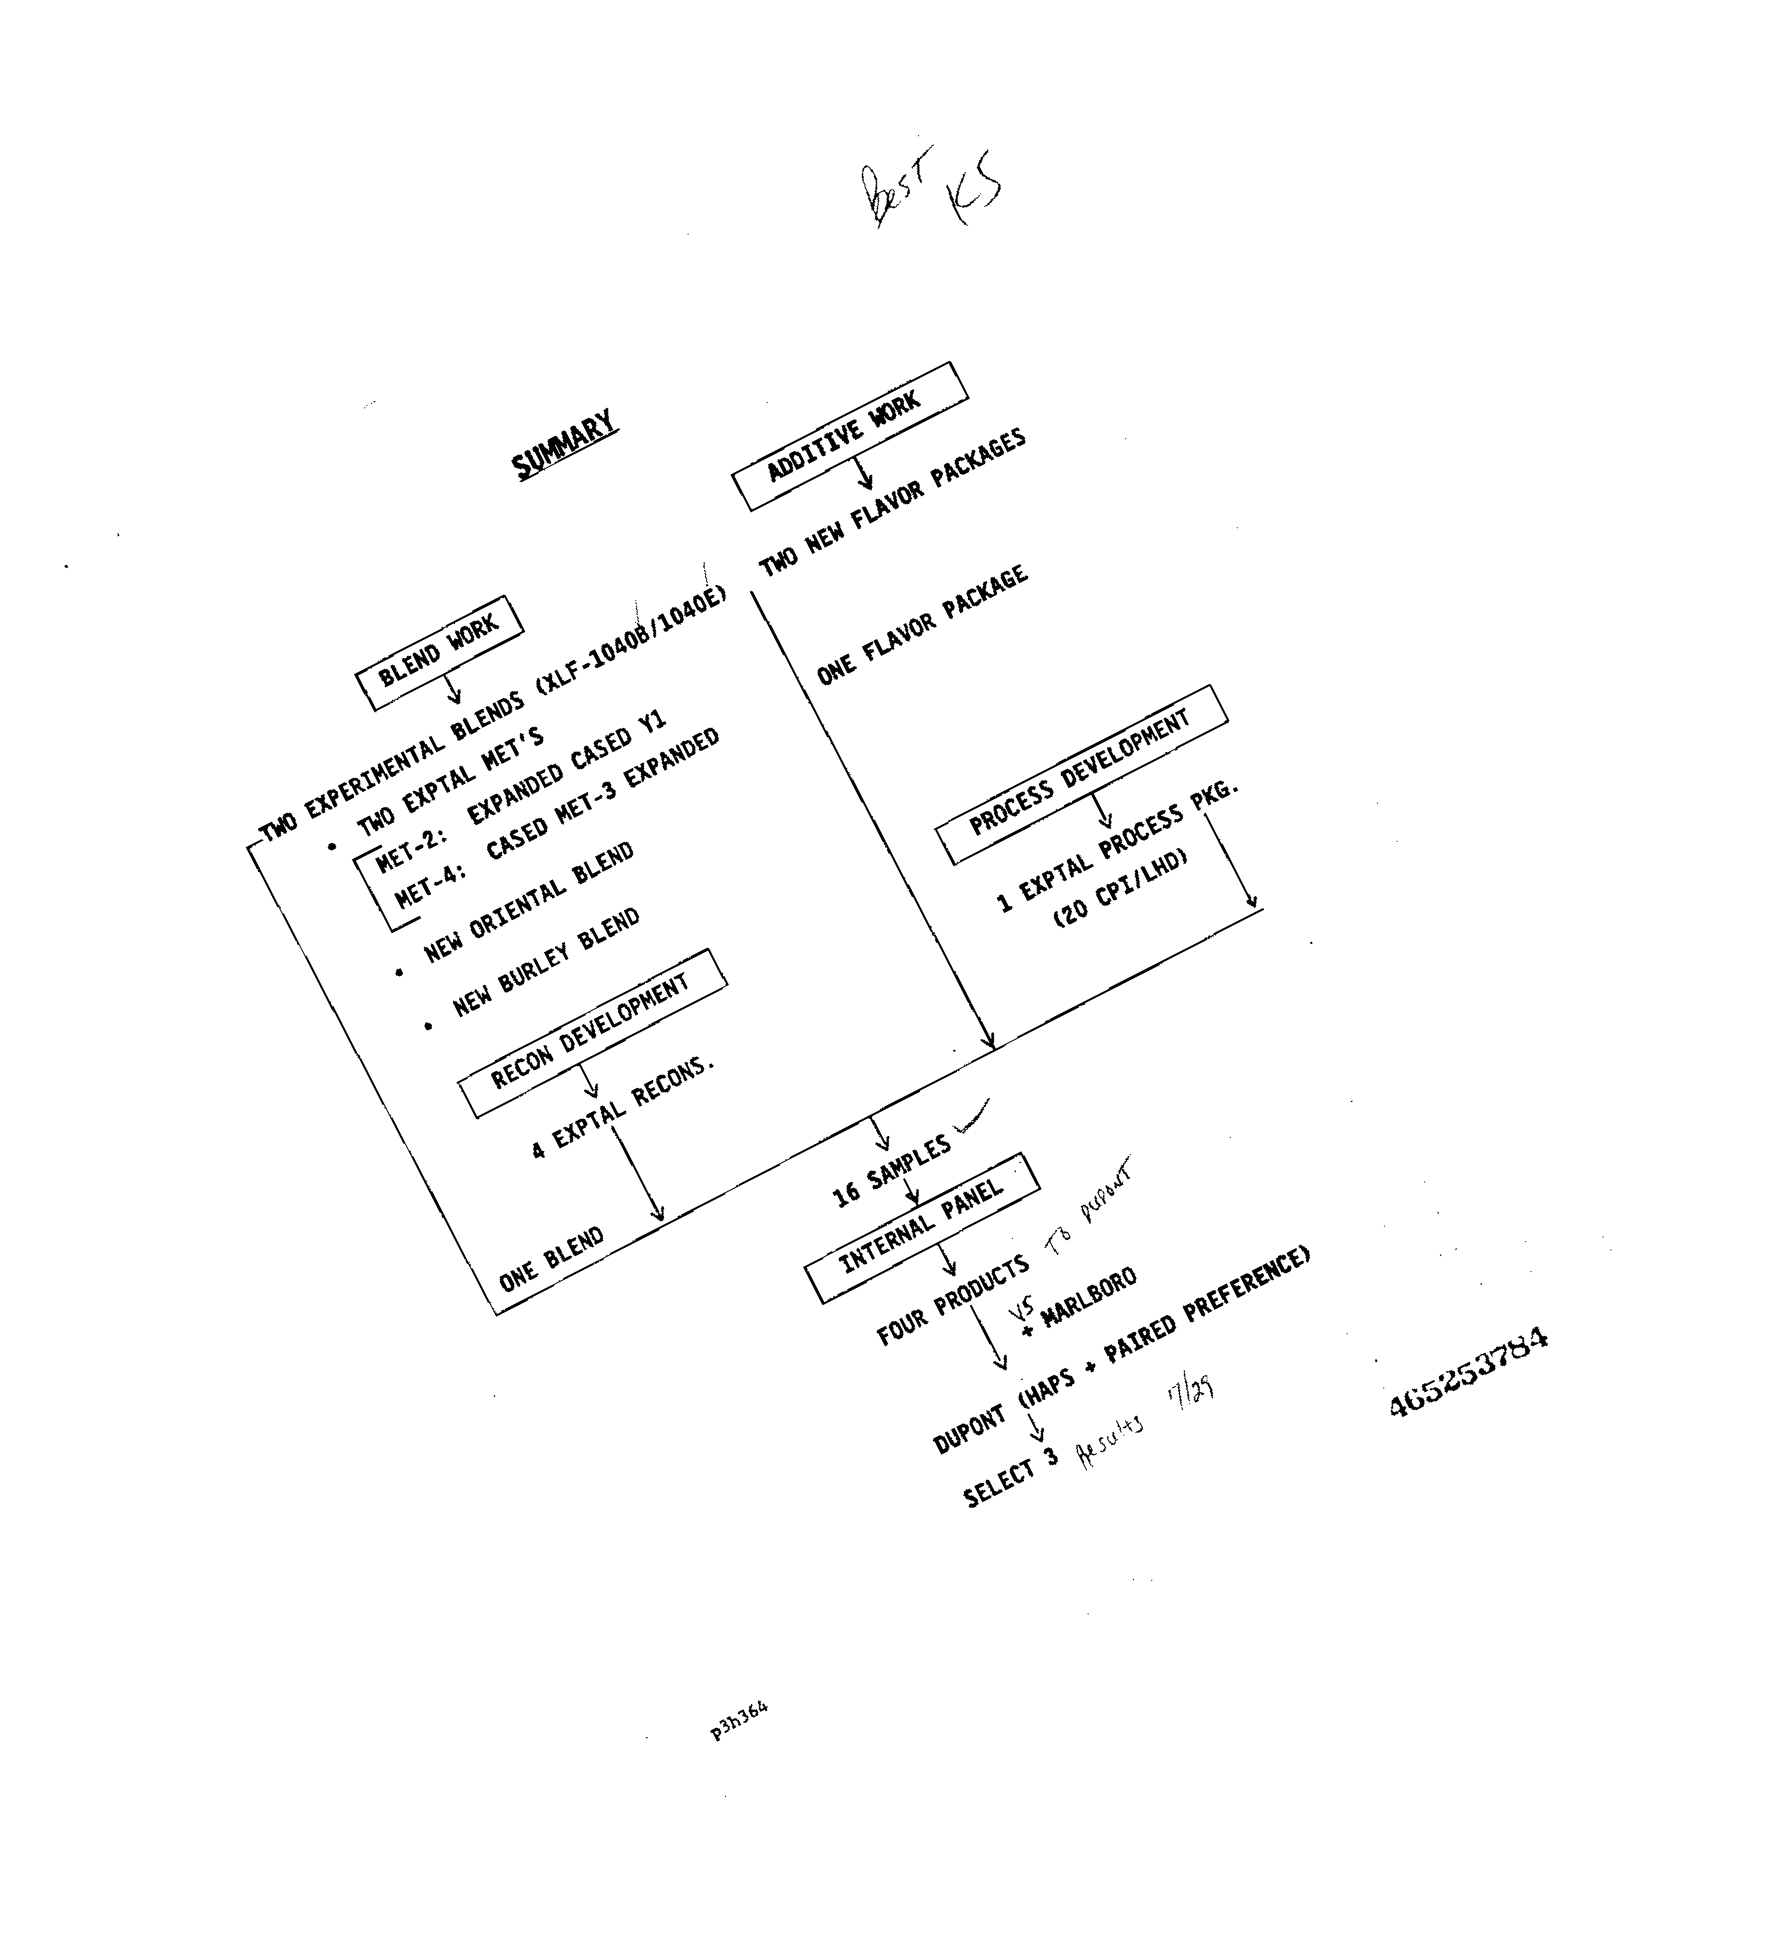 Best KS
SUMMARY
BLEND WORK
TWO EXPERIMENTAL BLENDS (XLF-1040B/1040E)
• TWO EXPTAL MET'S
MET-2: EXPANDED CASED Y1
MET-4: CASED MET-3 EXPANDED
• NEW ORIENTAL BLEND
• NEW BURLEY BLEND
RECON DEVELOPMENT
4 EXPTAL RECONS.
ONE BLEND
ADDITIVE WORK
TWO NEW FLAVOR PACKAGES
ONE FLAVOR PACKAGE
PROCESS DEVELOPMENT
1 EXPTAL PROCESS PKG.
(20 CPI/LHD)
16 SAMPLES
INTERNAL PANEL
FOUR PRODUCTS TO DUPONT
VS
+ MARLBORO
DUPONT (HAPS + PAIRED PREFERENCE)
SELECT 3 Results 7/29
465253784
p3h364